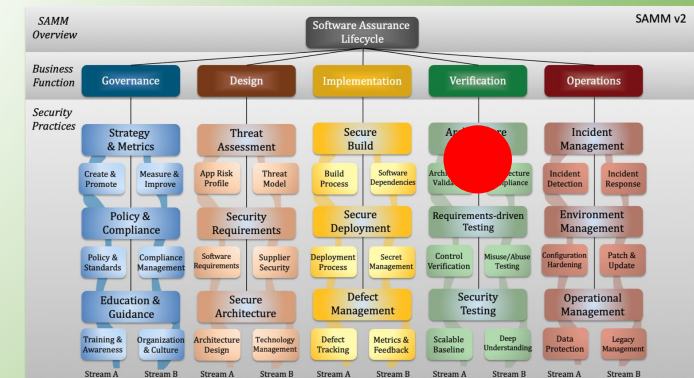 SAMM
Overview
Software Assurance
Lifecycle
SAMM v2
Business
Function
Governance
Design
Implementation
Verification
Operations
Security
Practices
Strategy
& Metrics
Threat
Assessment
Secure
Build
Incident
Management
Create &
Promote
Measure &
Improve
App Risk
Profile
Threat
Model
Build
Process
Software
Dependencies
Incident
Detection
Incident
Response
Policy &
Compliance
Security
Requirements
Secure
Deployment
Requirements-driven
Testing
Environment
Management
Policy &
Standards
Compliance
Management
Software
Requirements
Supplier
Security
Deployment
Process
Secret
Management
Control
Verification
Misuse/Abuse
Testing
Configuration
Hardening
Patch &
Update
Education &
Guidance
Secure
Architecture
Defect
Management
Security
Testing
Operational
Management
Training &
Awareness
Organization
& Culture
Architecture
Design
Technology
Management
Defect
Tracking
Metrics &
Feedback
Scalable
Baseline
Deep
Understanding
Data
Protection
Legacy
Management
Stream A Stream B Stream A Stream B Stream A Stream B Stream A Stream B Stream A Stream B